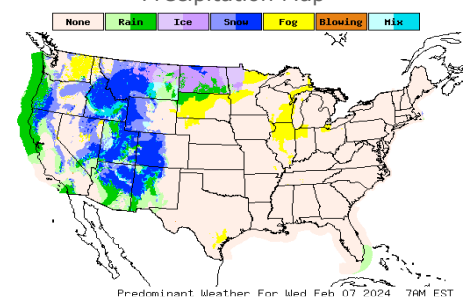 Precipitation Map
None Rain Ice Snow Fog Blowing Mix
Predominant Weather For Wed Feb 07 2024 7AM EST